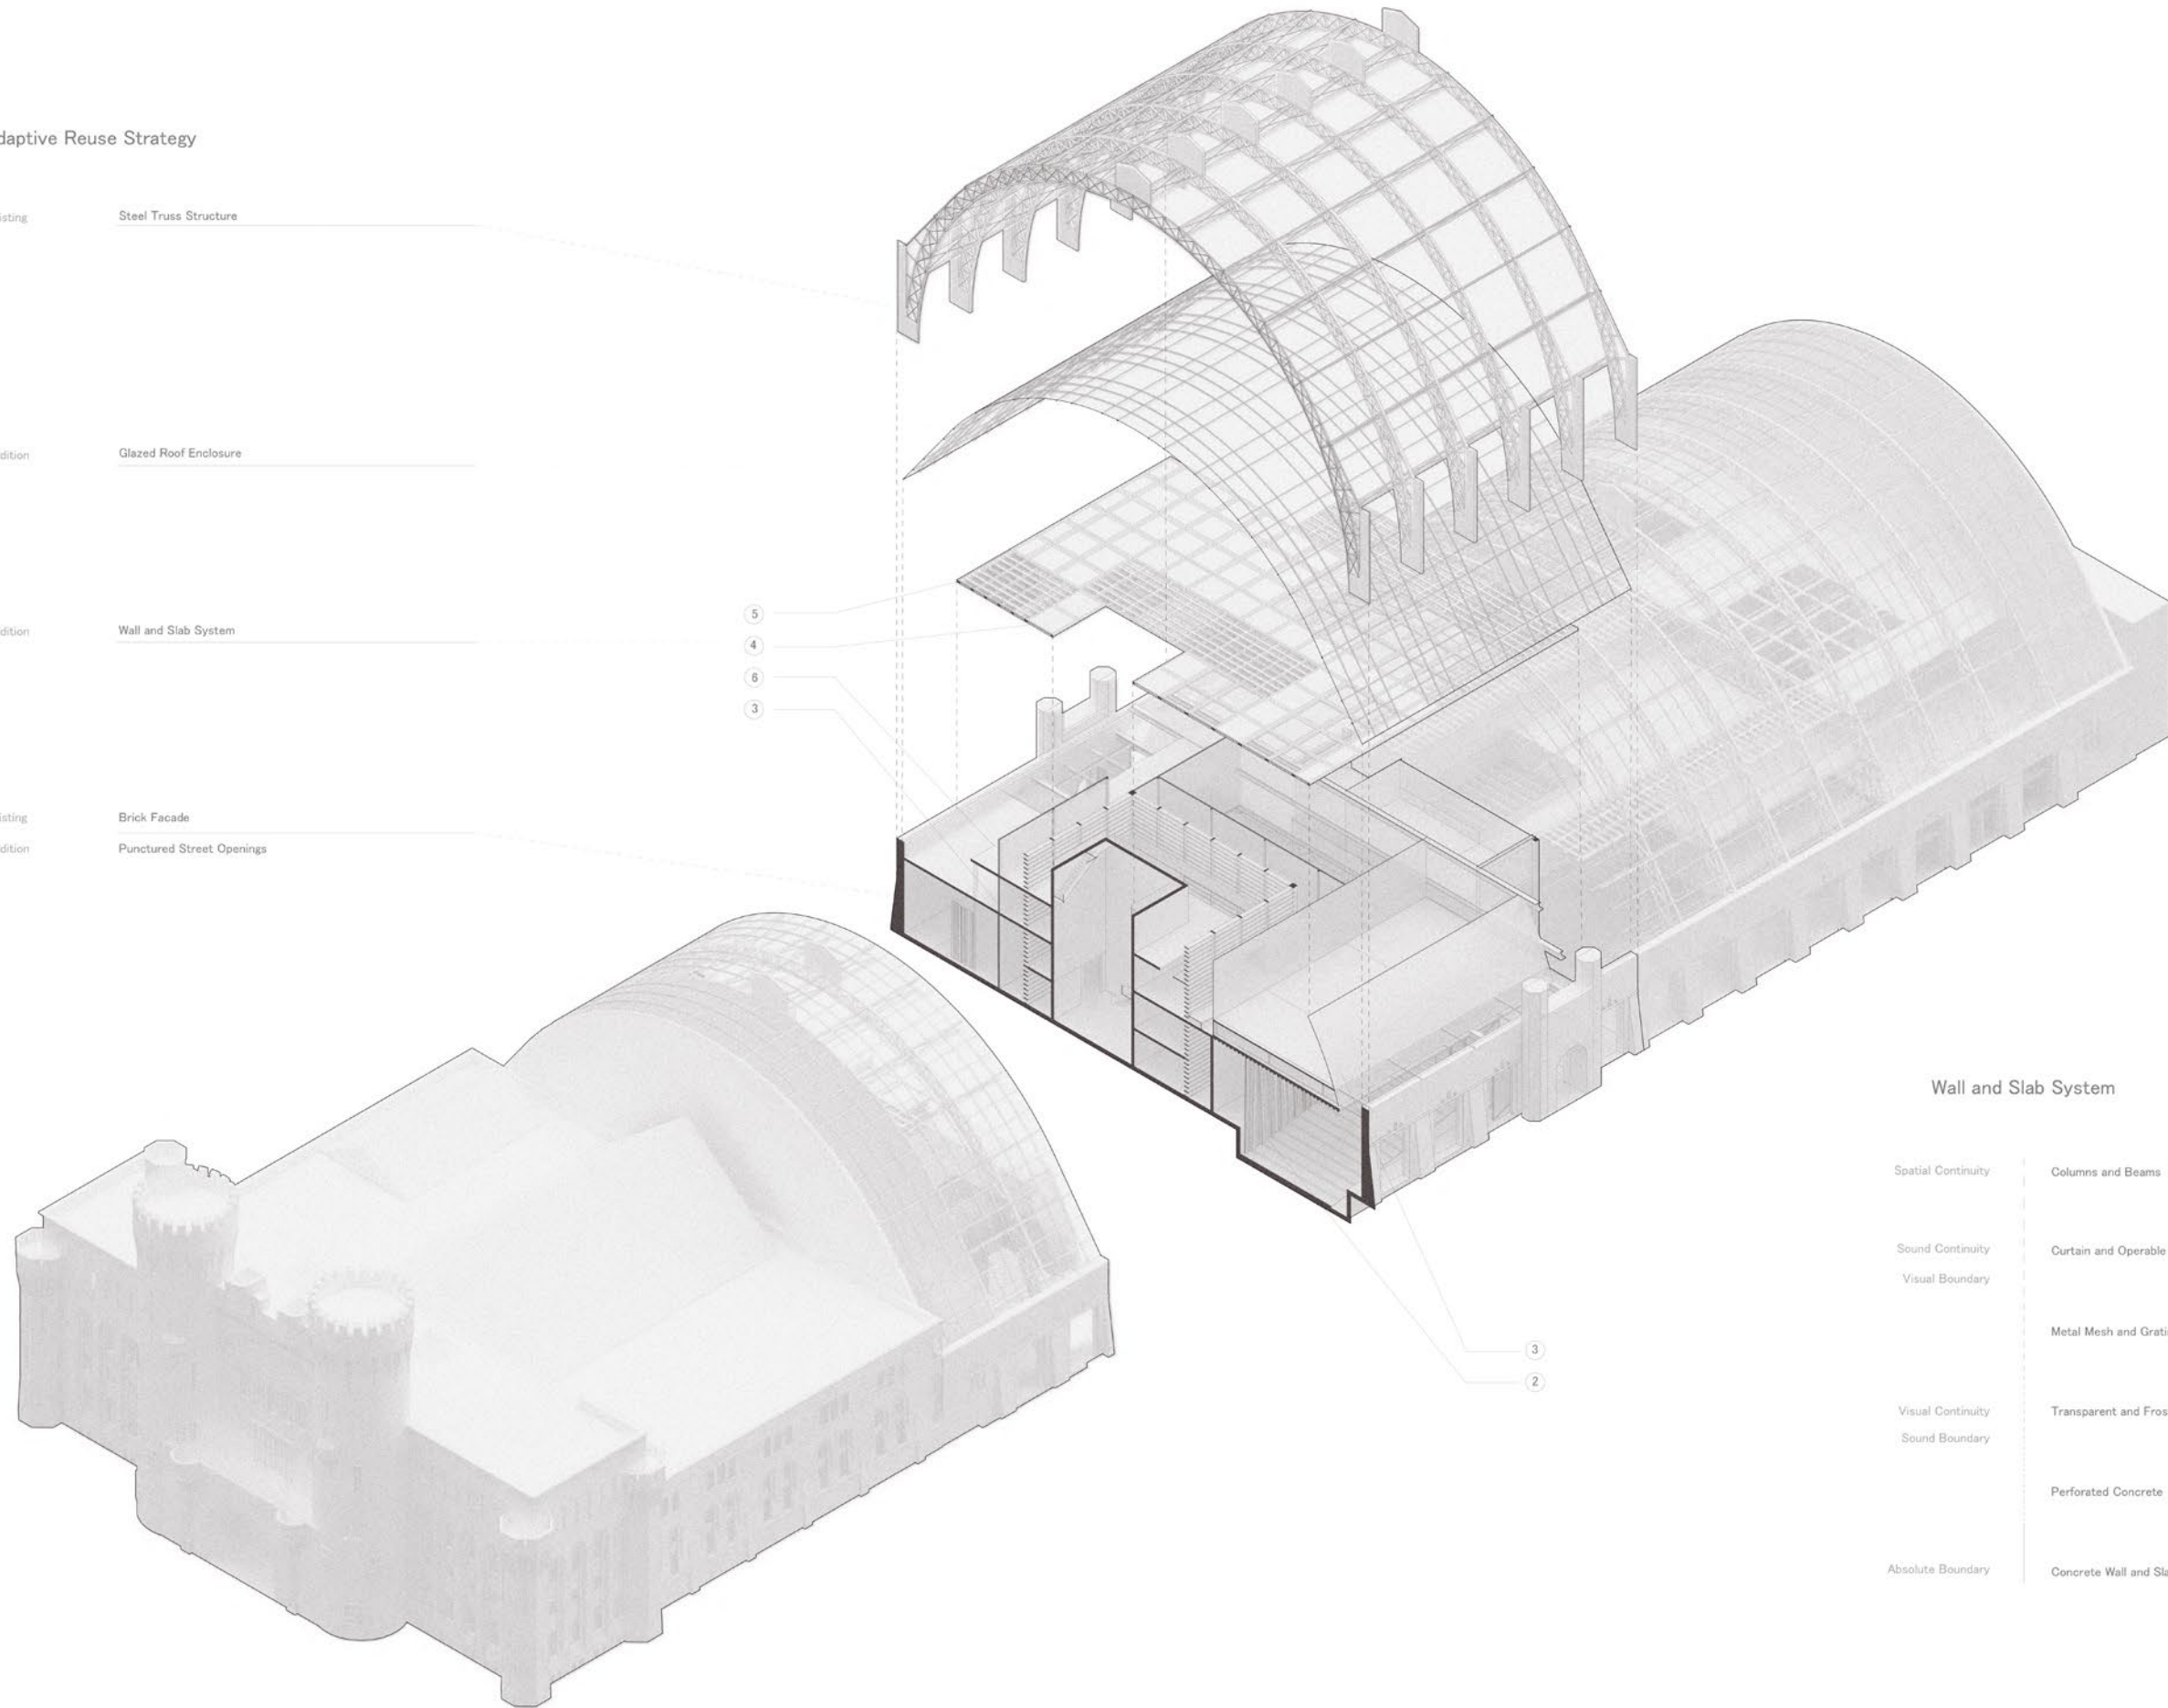 daptive Reuse Strategy
isting Steel Truss Structure
dition Glazed Roof Enclosure
dition Wall and Slab System
isting Brick Facade
dition Punctured Street Openings
5
4
6
3
3
2
Wall and Slab System
Spatial Continuity Columns and Beams
Sound Continuity Curtain and Operable
Visual Boundary
Metal Mesh and Grati
Visual Continuity Transparent and Fros
Sound Boundary
Perforated Concrete
Absolute Boundary Concrete Wall and Sla